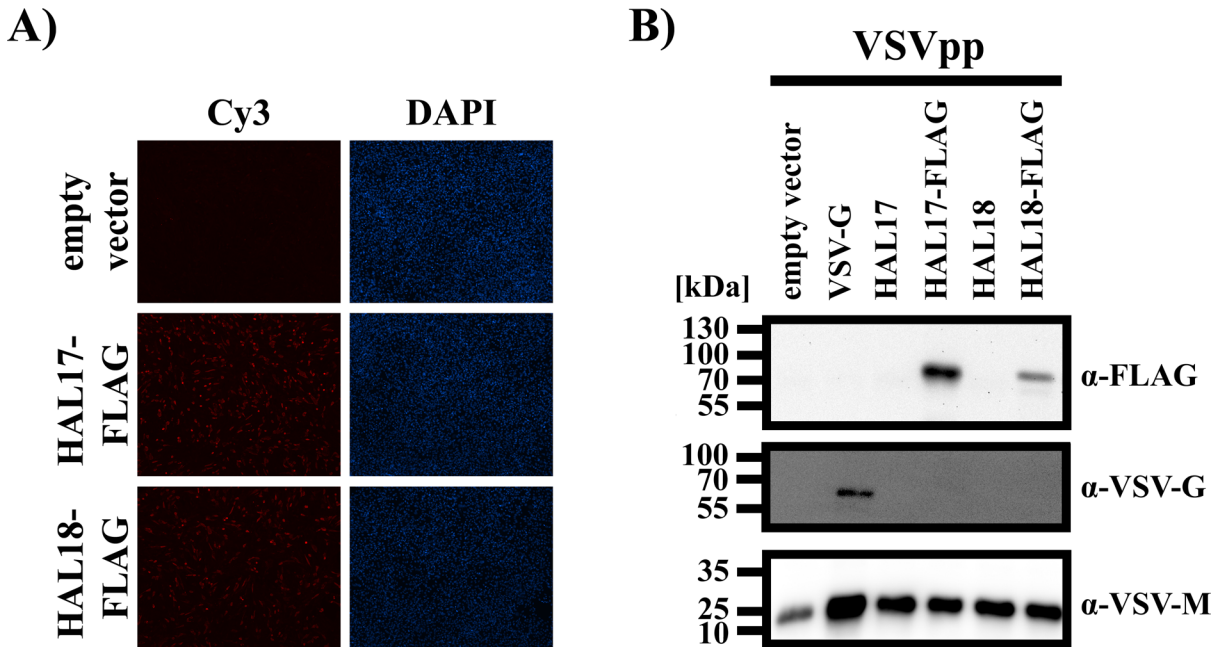 A)
Cy3
DAPI
empty
vector
HAL17-
FLAG
HAL18-
FLAG
B)
VSVpp
empty vector
VSV-G
HAL17
HAL17-FLAG
HAL18
HAL18-FLAG
[kDa]
130
100
70
55
α-FLAG
100
70
55
α-VSV-G
35
25
10
α-VSV-M